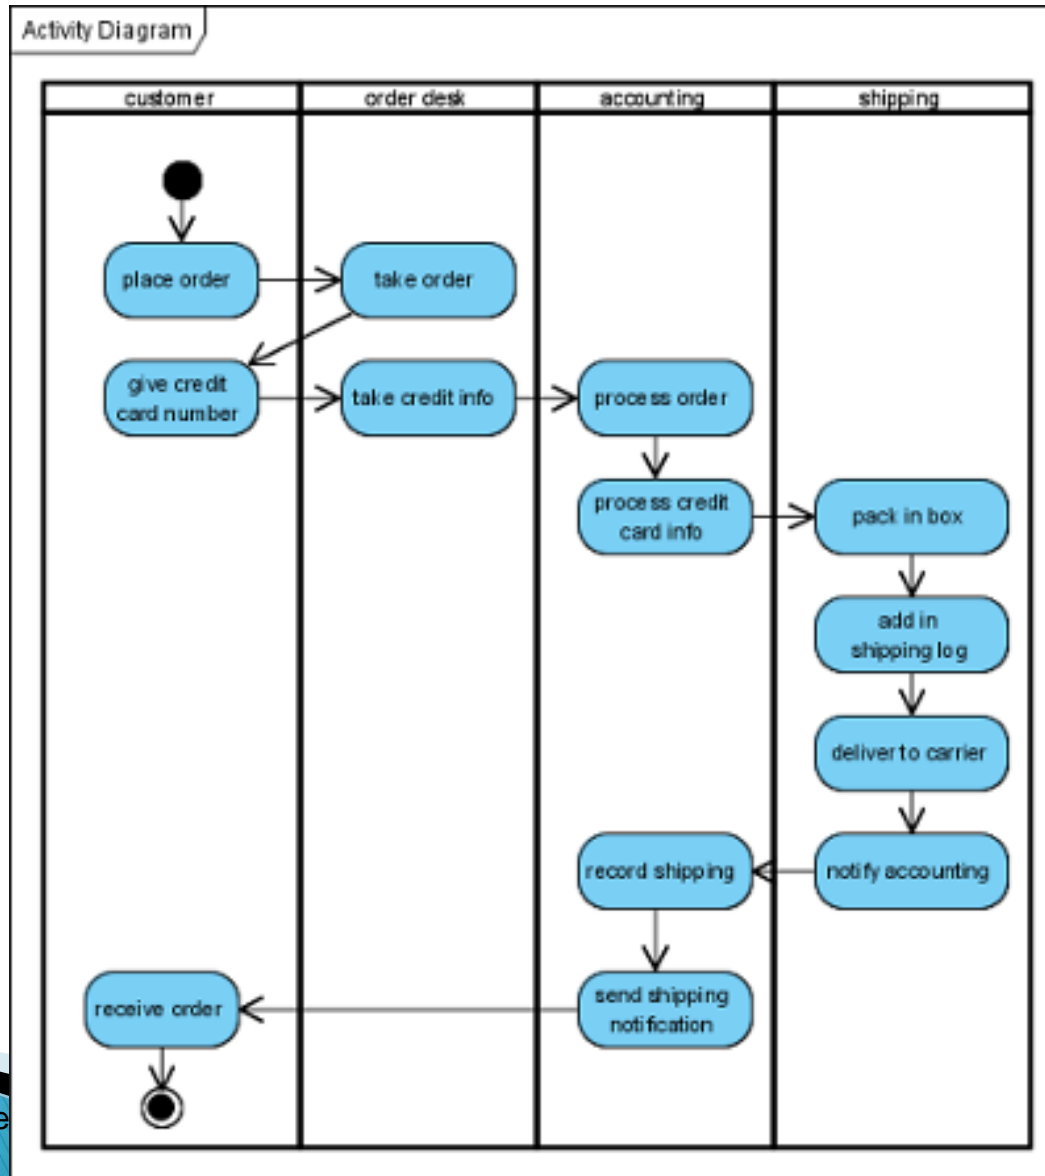 Activity Diagram
customer order desk accounting shipping
place order
take order
give credit
card number
take credit info
process order
process credit
card info
pack in box
add in
shipping log
deliver to carrier
record shipping
notify accounting
receive order
send shipping
notification